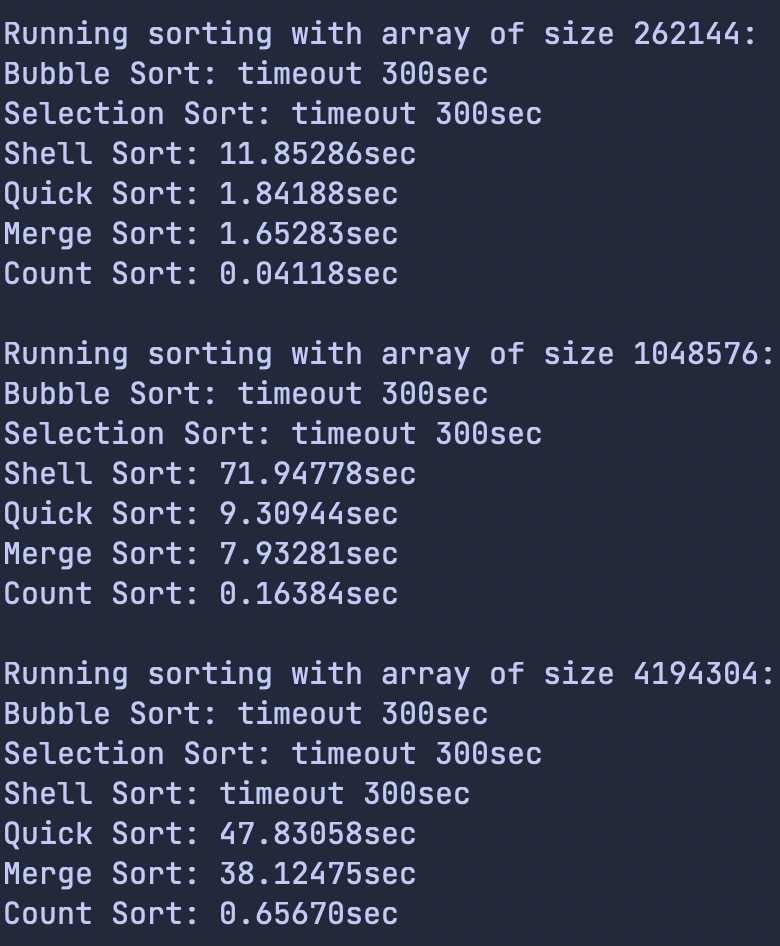 Running sorting with array of size 262144:
Bubble Sort: timeout 300sec
Selection Sort: timeout 300sec
Shell Sort: 11.85286sec
Quick Sort: 1.84188sec
Merge Sort: 1.65283sec
Count Sort: 0.04118sec
Running sorting with array of size 1048576:
Bubble Sort: timeout 300sec
Selection Sort: timeout 300sec
Shell Sort: 71.94778sec
Quick Sort: 9.30944sec
Merge Sort: 7.93281sec
Count Sort: 0.16384sec
Running sorting with array of size 4194304:
Bubble Sort: timeout 300sec
Selection Sort: timeout 300sec
Shell Sort: timeout 300sec
Quick Sort: 47.83058sec
Merge Sort: 38.12475sec
Count Sort: 0.65670sec